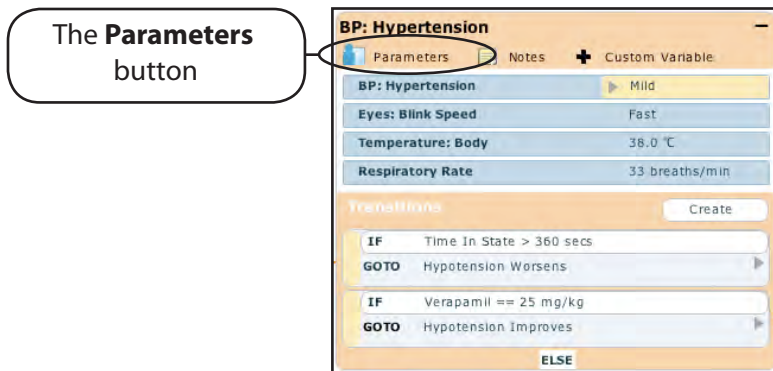 The Parameters
button
BP: Hypertension
Parameters Notes Custom Variable
BP: Hypertension Mild
Eyes: Blink Speed Fast
Temperature: Body 38.0 ℃
Respiratory Rate 33 breaths/min
Transitions Create
IF Time In State > 360 secs
GOTO Hypotension Worsens
IF Verapamil == 25 mg/kg
GOTO Hypotension Improves
ELSE